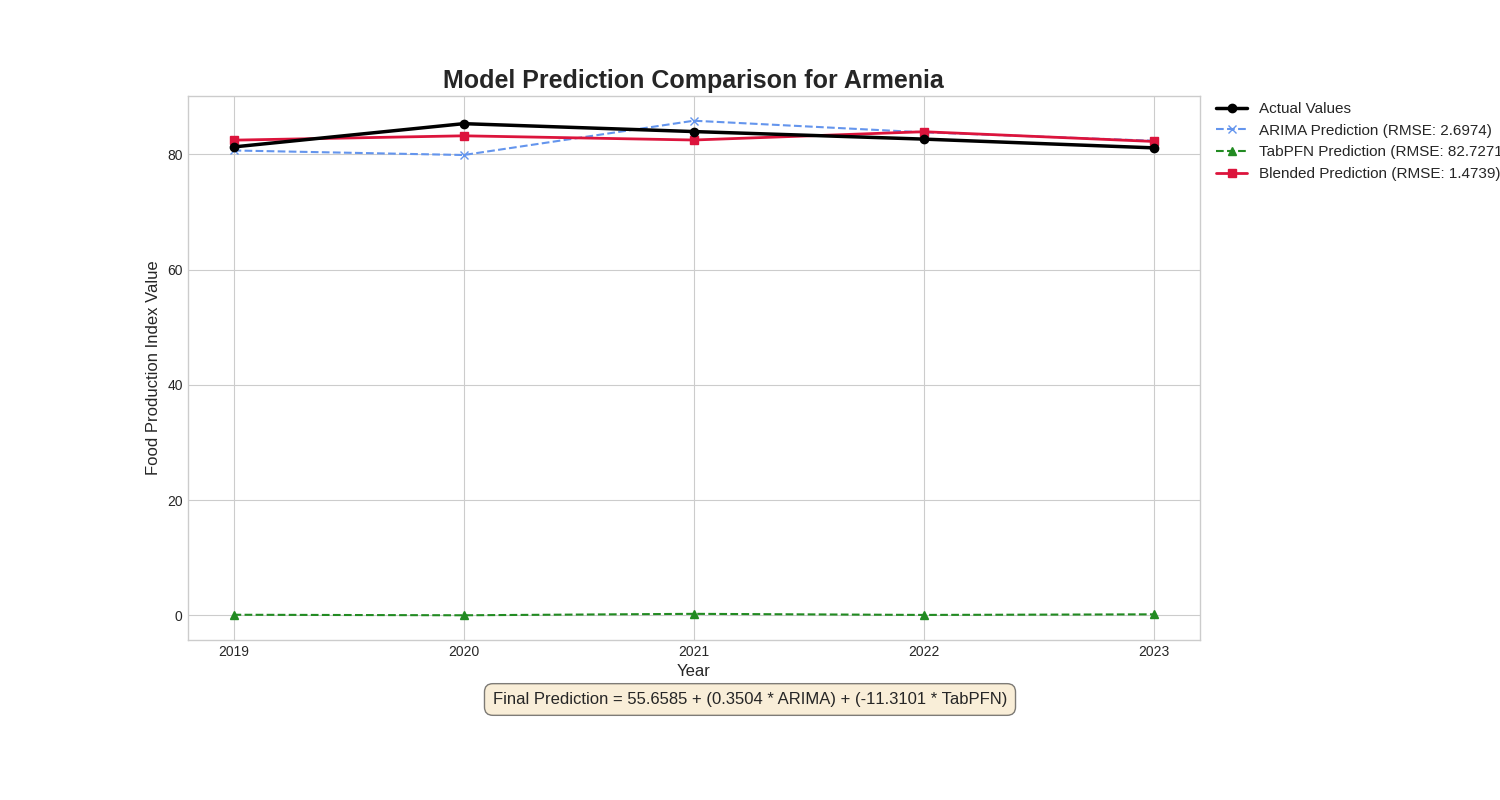 Model Prediction Comparison for Armenia
Actual Values
ARIMA Prediction (RMSE: 2.6974)
TabPFN Prediction (RMSE: 82.7271
Blended Prediction (RMSE: 1.4739)
Food Production Index Value
80
60
40
20
0
2019 2020 2021 2022 2023
Year
Final Prediction = 55.6585 + (0.3504 * ARIMA) + (-11.3101 * TabPFN)